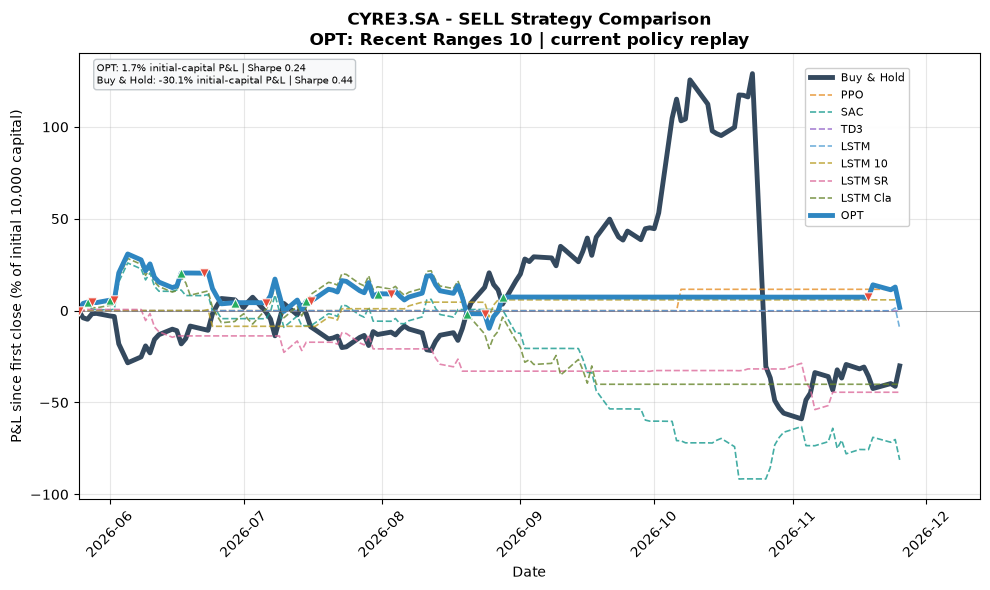 CYRE3.SA - SELL Strategy Comparison
OPT: Recent Ranges 10 | current policy replay
OPT: 1.7% initial-capital P&L | Sharpe 0.24
Buy & Hold: -30.1% initial-capital P&L | Sharpe 0.44
Buy & Hold
PPO
SAC
TD3
LSTM
LSTM 10
LSTM SR
LSTM Cla
OPT
P&L since first close (% of initial 10,000 capital)
100
50
0
−50
−100
2026-06
2026-07
2026-08
2026-09
2026-10
2026-11
2026-12
Date